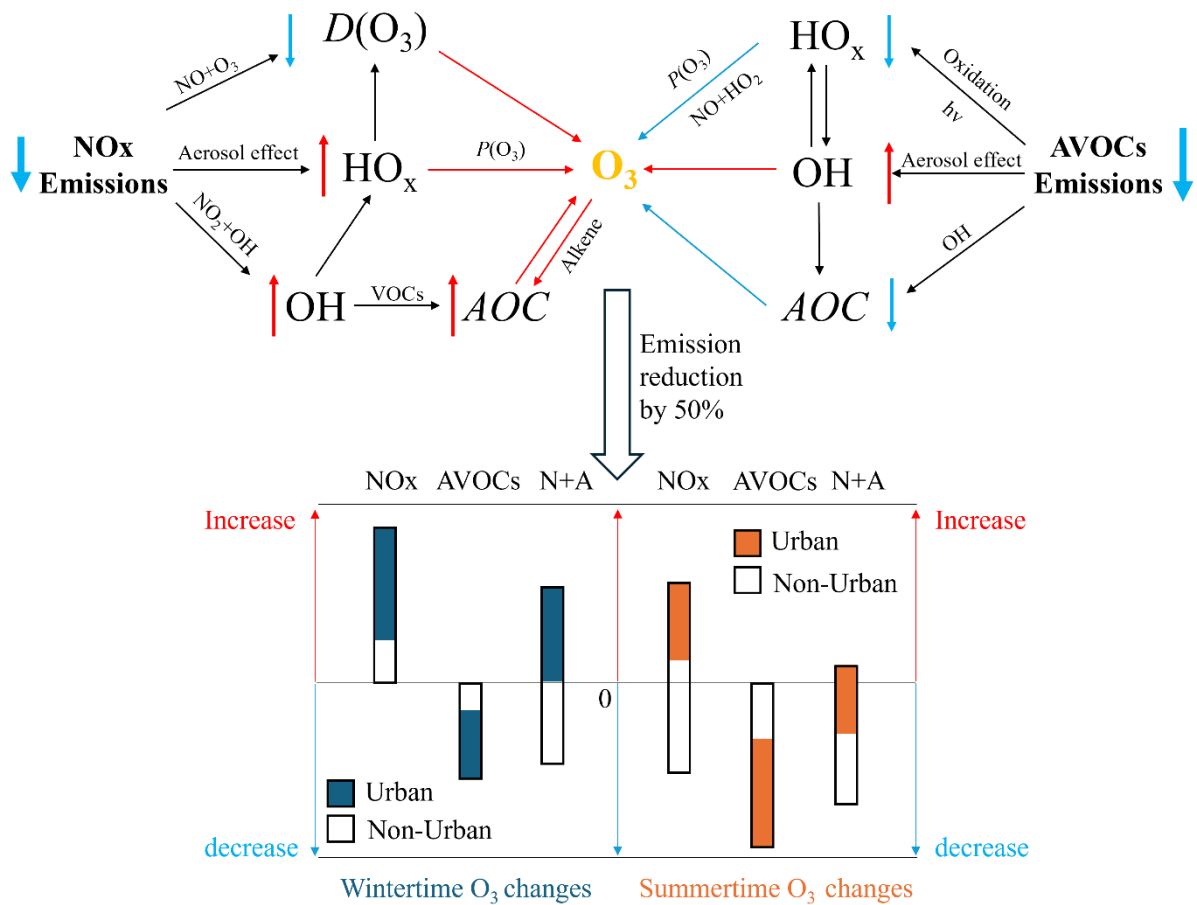 D(O₃)
HOₓ
NO+O₃
P(O₃)
NO+HO₂
Oxidation
hv
NOx
Emissions
Aerosol effect
HOₓ
P(O₃)
O₃
OH
Aerosol effect
AVOCs
Emissions
NO₂+OH
Alkene
OH
OH
VOCs
AOC
AOC
Emission
reduction
by 50%
NOx AVOCs N+A NOx AVOCs N+A
Increase
Increase
Urban
Non-Urban
0
Urban
Non-Urban
decrease
decrease
Wintertime O₃ changes
Summertime O₃ changes